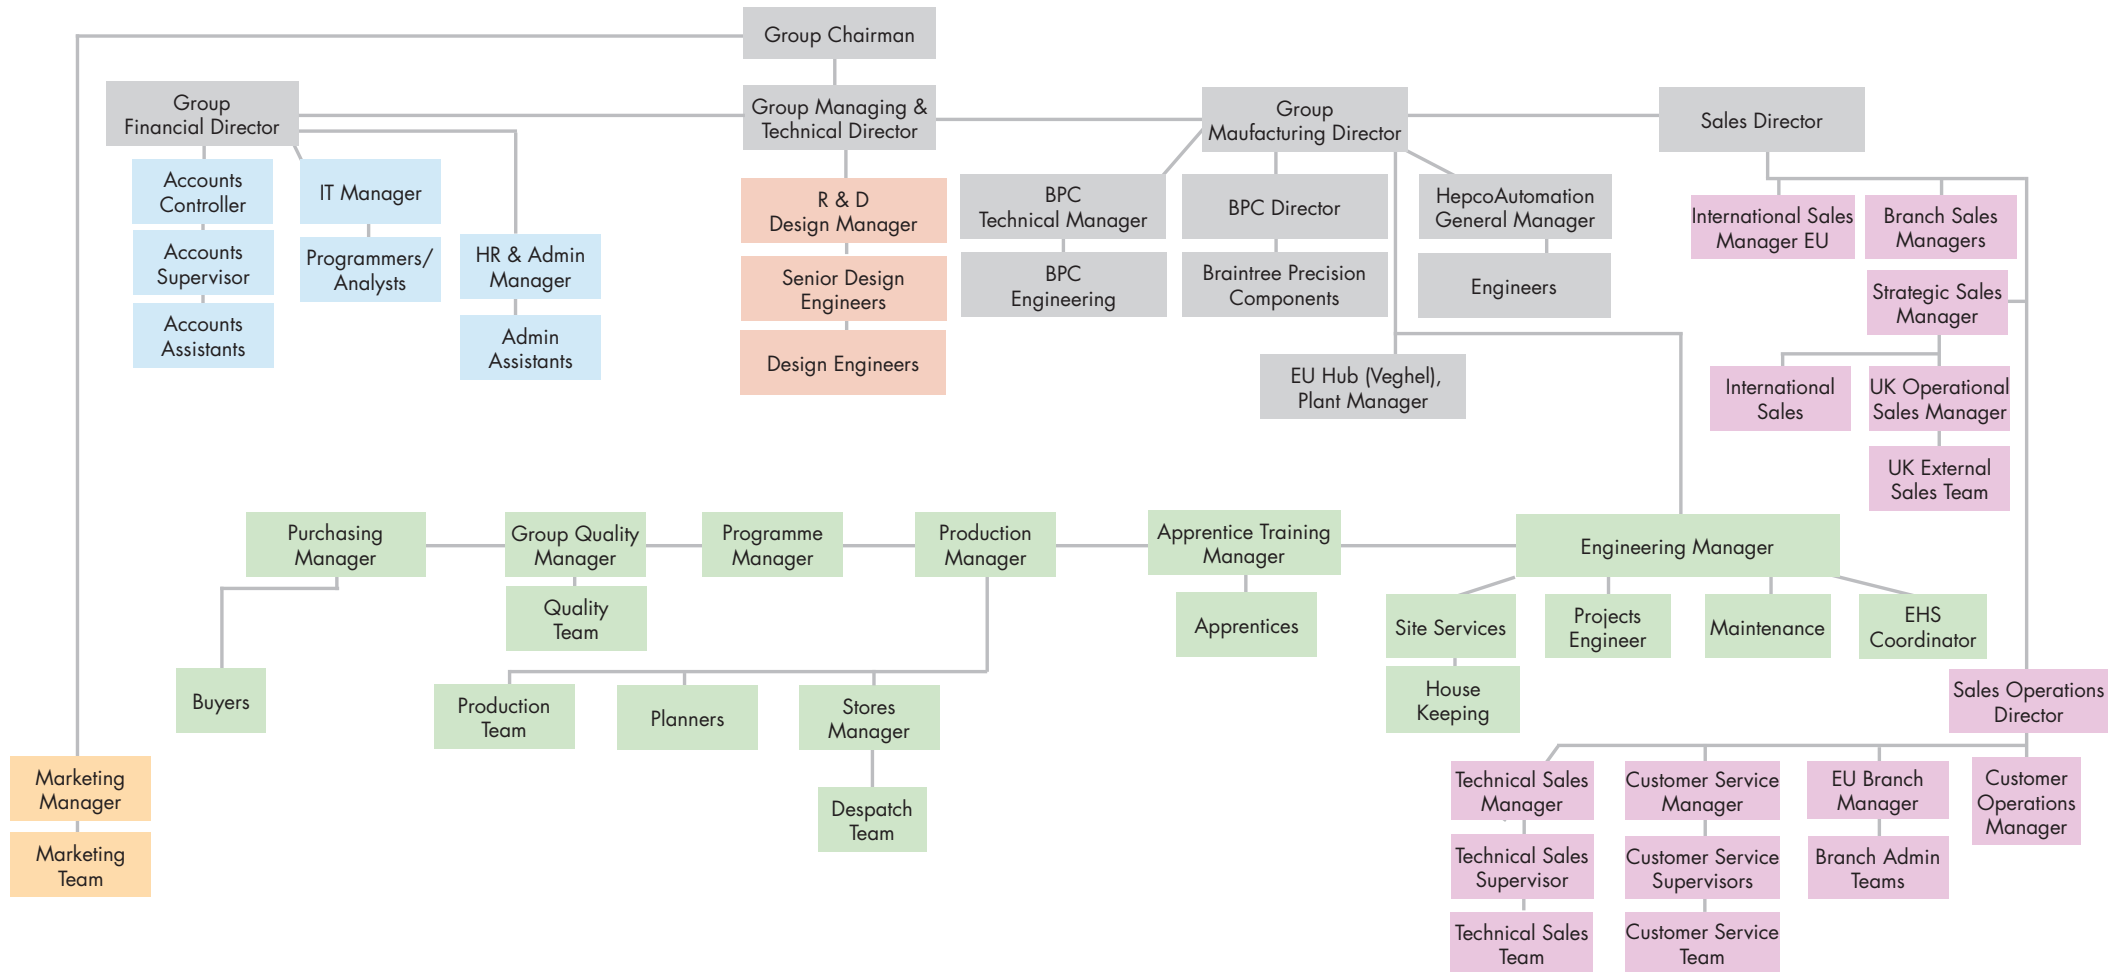 Group Chairman
Group
Financial Director
Group Managing &
Technical Director
Group
Maufacturing Director
Sales Director
Accounts
Controller
IT Manager
R & D
Design Manager
BPC
Technical Manager
BPC Director
HepcoAutomation
General Manager
International Sales
Manager EU
Branch Sales
Managers
Accounts
Supervisor
Programmers/
Analysts
HR & Admin
Manager
Senior Design
Engineers
BPC
Engineering
Braintree Precision
Components
Engineers
Strategic Sales
Manager
Accounts
Assistants
Admin
Assistants
Design Engineers
EU Hub (Veghel),
Plant Manager
International
Sales
UK Operational
Sales Manager
UK External
Sales Team
Purchasing
Manager
Group Quality
Manager
Programme
Manager
Production
Manager
Apprentice Training
Manager
Engineering Manager
Quality
Team
Apprentices
Site Services
Projects
Engineer
Maintenance
EHS
Coordinator
Buyers
Production
Team
Planners
Stores
Manager
House
Keeping
Sales Operations
Director
Marketing
Manager
Despatch
Team
Technical Sales
Manager
Customer Service
Manager
EU Branch
Manager
Customer
Operations
Manager
Marketing
Team
Technical Sales
Supervisor
Customer Service
Supervisors
Branch Admin
Teams
Technical Sales
Team
Customer Service
Team